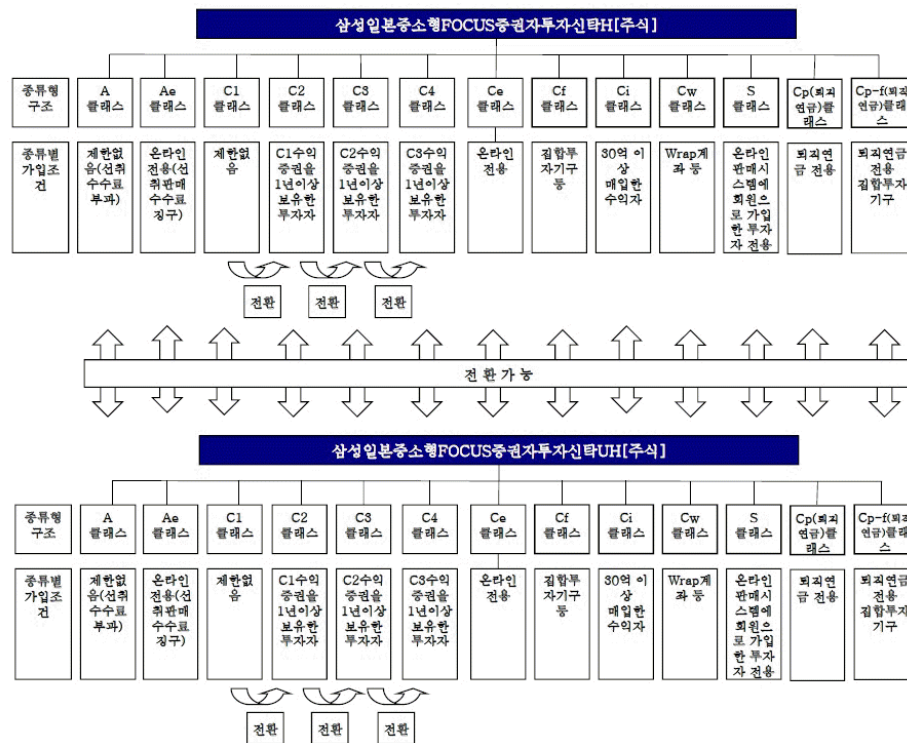 삼성일본중소형FOCUS증권자투자신탁H[주식]
종류형
구조
A
클래스
Ae
클래스
C1
클래스
C2
클래스
C3
클래스
C4
클래스
Ce
클래스
Cf
클래스
Ci
클래스
Cw
클래스
S
클래스
Cp(퇴직
연금)클
래스
Cp-f(퇴직
연금)클래
스
종류별
가입조
건
제한없
음(선취
수수료
부과)
온라인
전용(선
취판매
수수료
징구)
제한없
음
C1수익
증권을
1년이상
보유한
투자자
C2수익
증권을
1년이상
보유한
투자자
C3수익
증권을
1년이상
보유한
투자자
온라인
전용
집합투
자기구
등
30억 이
상
매입한
수익자
Wrap계
좌 등
온라인
판매시
스템에
회원으
로 가입
한 투자
자 전용
퇴직연
금 전용
퇴직연금
전용
집합투자
기구
전환
전환
전환
전 환 가 능
삼성일본중소형FOCUS증권자투자신탁UH[주식]
종류형
구조
A
클래스
Ae
클래스
C1
클래스
C2
클래스
C3
클래스
C4
클래스
Ce
클래스
Cf
클래스
Ci
클래스
Cw
클래스
S
클래스
Cp(퇴직
연금)클
래스
Cp-f(퇴직
연금)클래
스
종류별
가입조
건
제한없
음(선취
수수료
부과)
온라인
전용(선
취판매
수수료
징구)
제한없
음
C1수익
증권을
1년이상
보유한
투자자
C2수익
증권을
1년이상
보유한
투자자
C3수익
증권을
1년이상
보유한
투자자
온라인
전용
집합투
자기구
등
30억 이
상
매입한
수익자
Wrap계
좌 등
온라인
판매시
스템에
회원으
로 가입
한 투자
자 전용
퇴직연
금 전용
퇴직연금
전용
집합투자
기구
전환
전환
전환